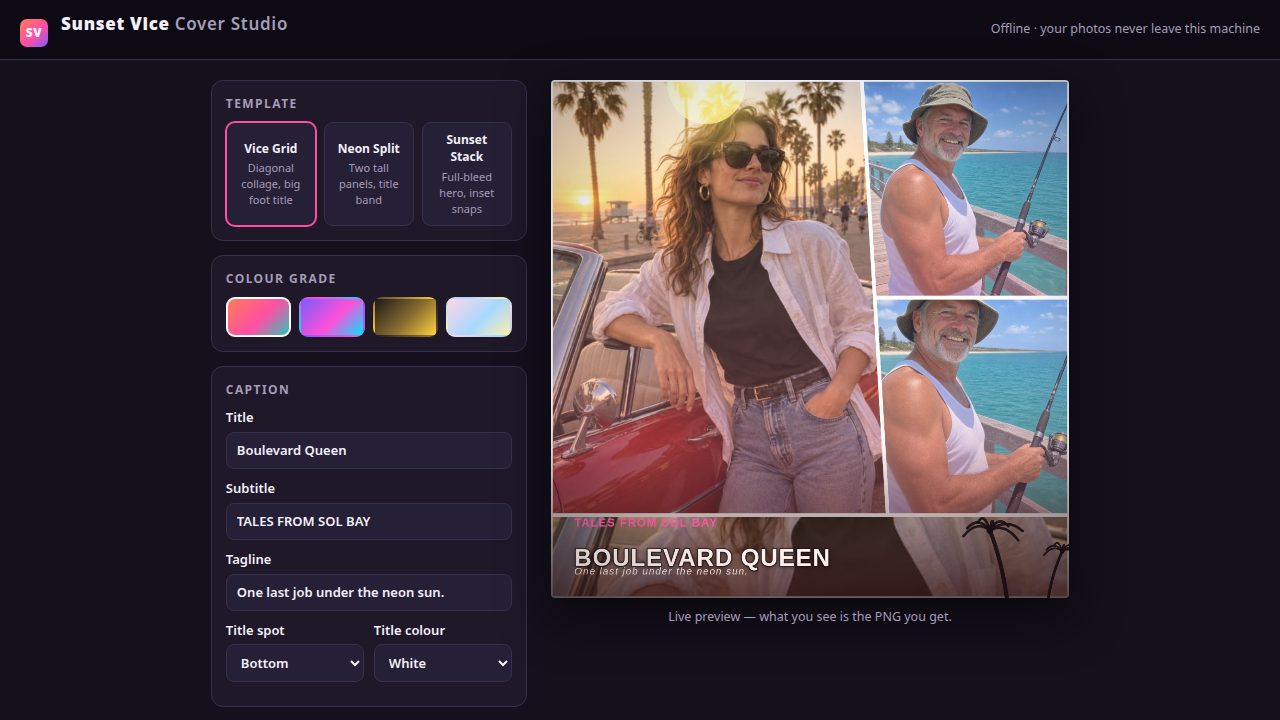 SV
Sunset Vice Cover Studio
Offline · your photos never leave this machine
TEMPLATE
Vice Grid
Diagonal
collage, big
foot title
Neon Split
Two tall
panels, title
band
Sunset
Stack
Full-bleed
hero, inset
snaps
COLOUR GRADE
CAPTION
Title
Boulevard Queen
Subtitle
TALES FROM SOL BAY
Tagline
One last job under the neon sun.
Title spot
Title colour
Bottom
White
TALES FROM SOL BAY
BOULEVARD QUEEN
One last job under the neon sun.
Live preview — what you see is the PNG you get.